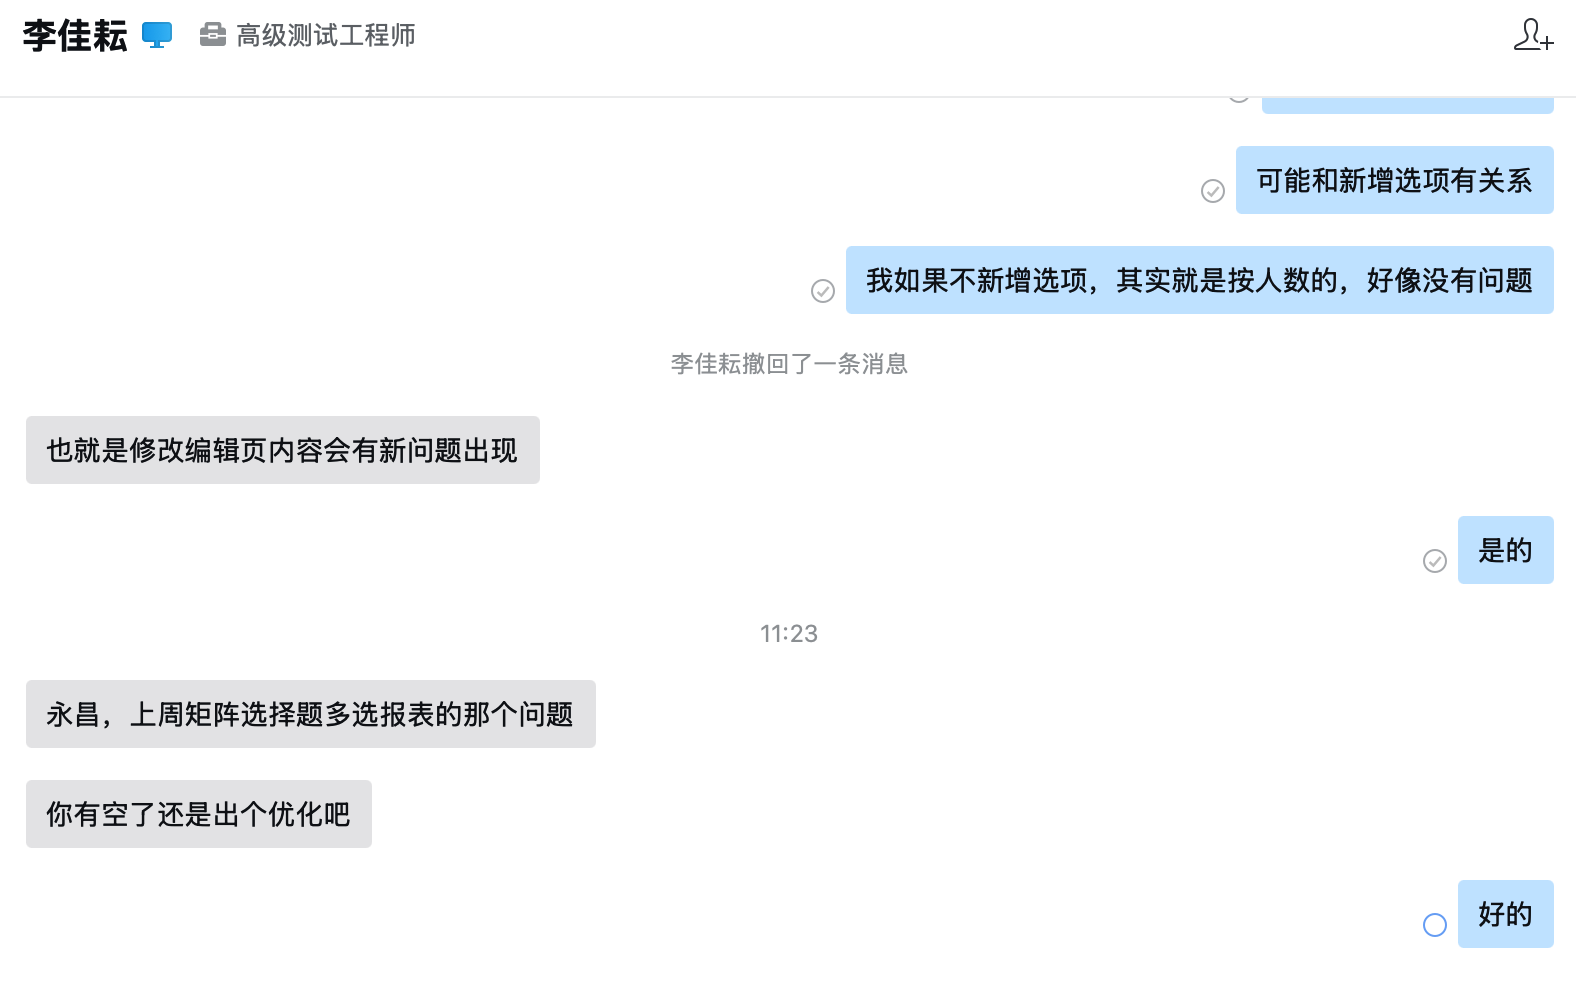 李佳耘
高级测试工程师
可能和新增选项有关系
我如果不新增选项，其实就是按人数的，好像没有问题
李佳耘撤回了一条消息
也就是修改编辑页内容会有新问题出现
是的
11:23
永昌，上周矩阵选择题多选报表的那个问题
你有空了还是出个优化吧
好的